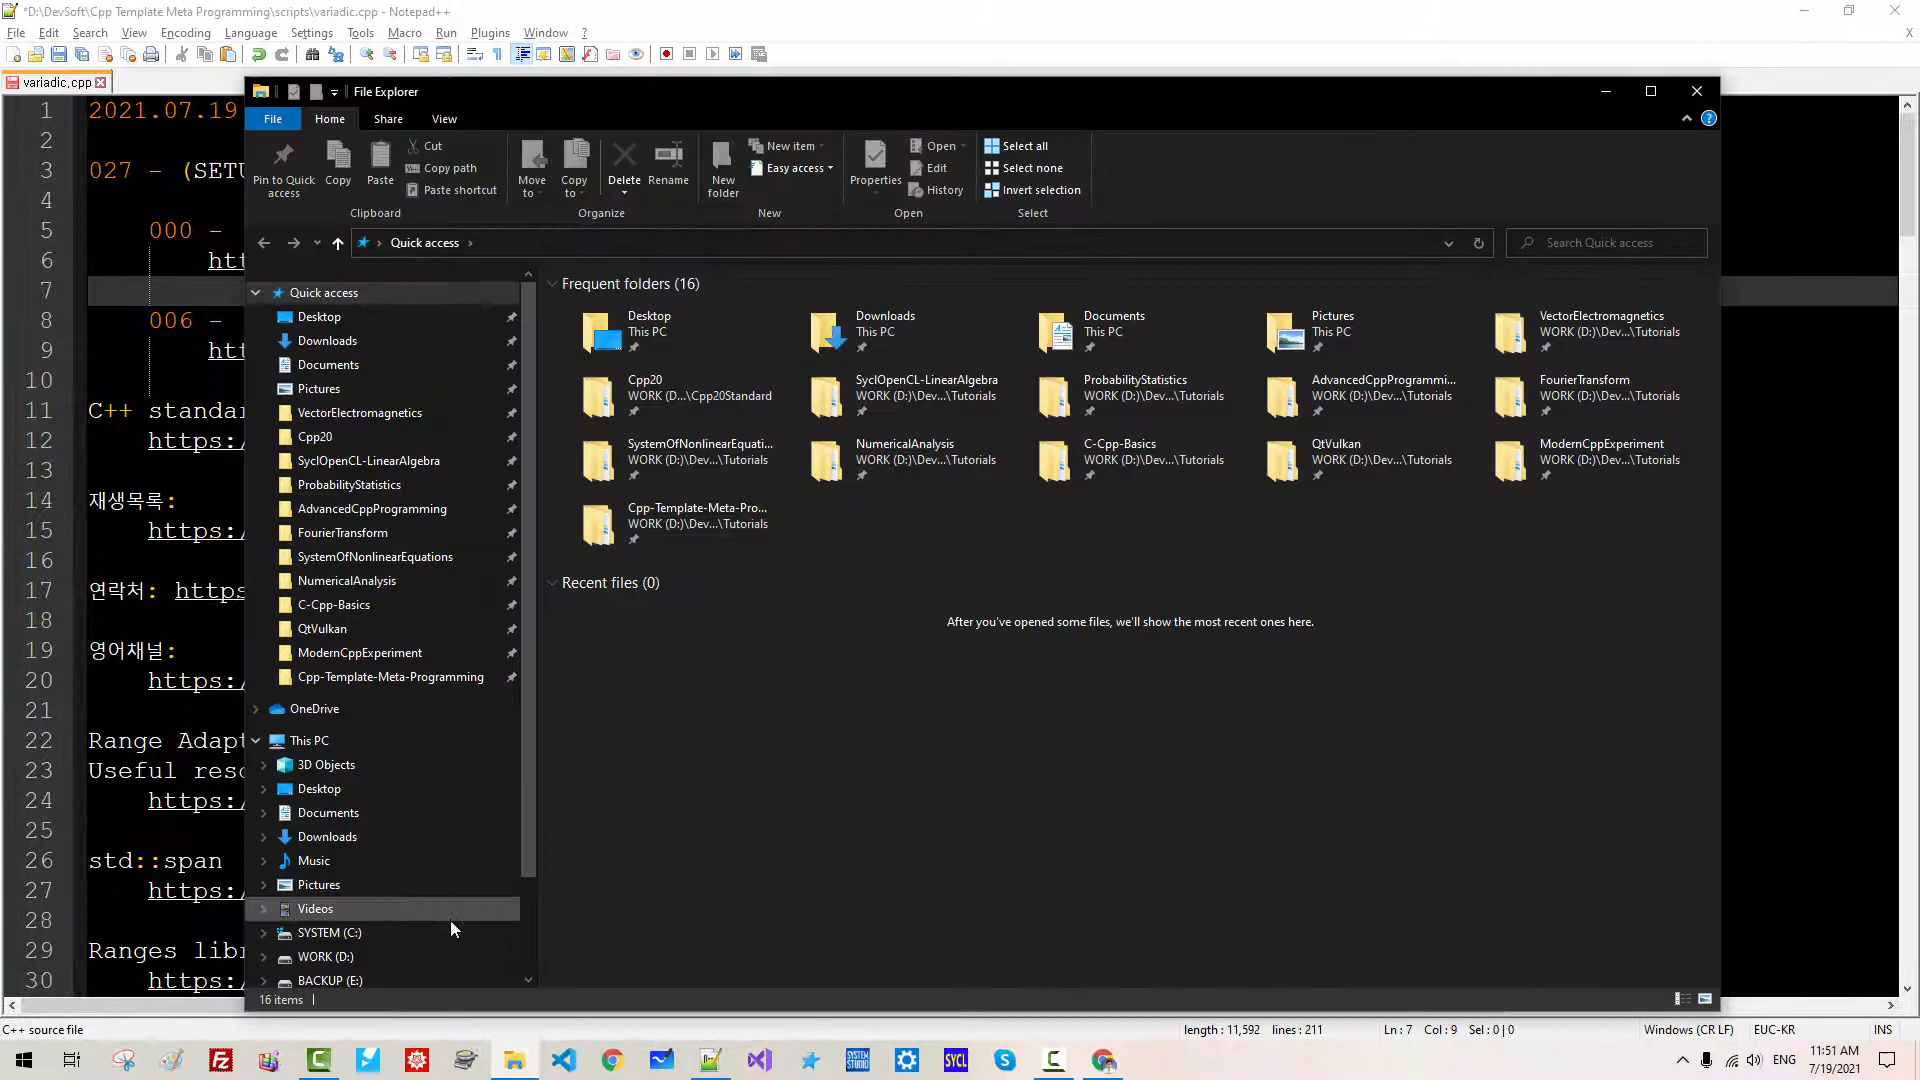 *D:\DevSoft\Cpp Template Meta Programming\scripts\variadic.cpp - Notepad++
File Edit Search View Encoding Language Settings Tools Macro Run Plugins Window ?
X
variadic.cpp
File Explorer
File Home Share View
Pin to Quick access
Copy
Paste
Cut
Copy path
Paste shortcut
Clipboard
Move to
Copy to
Delete
Rename
Organize
New folder
New item
Easy access
New
Properties
Open
Edit
History
Open
Select all
Select none
Invert selection
Select
Quick access
Search Quick access
1 2021.07.19
2
3 027 - (SETU
4
5 000 -
6 htt
7
8 006 -
9 htt
10
11 C++ standar
12 https:/
13
14 재생목록:
15 https:/
16
17 연락처: https
18
19 영어채널:
20 https:/
21
22 Range Adapt
23 Useful reso
24 https:/
25
26 std::span
27 https:/
28
29 Ranges libr
30 https:/
Quick access
Desktop
Downloads
Documents
Pictures
VectorElectromagnetics
Cpp20
SyclOpenCL-LinearAlgebra
ProbabilityStatistics
AdvancedCppProgramming
FourierTransform
SystemOfNonlinearEquations
NumericalAnalysis
C-Cpp-Basics
QtVulkan
ModernCppExperiment
Cpp-Template-Meta-Programming
OneDrive
This PC
3D Objects
Desktop
Documents
Downloads
Music
Pictures
Videos
SYSTEM (C:)
WORK (D:)
BACKUP (E:)
Frequent folders (16)
Desktop
This PC
Downloads
This PC
Documents
This PC
Pictures
This PC
VectorElectromagnetics
WORK (D:)\Dev...\Tutorials
Cpp20
WORK (D...\Cpp20Standard
SyclOpenCL-LinearAlgebra
WORK (D:)\Dev...\Tutorials
ProbabilityStatistics
WORK (D:)\Dev...\Tutorials
AdvancedCppProgrammi...
WORK (D:)\Dev...\Tutorials
FourierTransform
WORK (D:)\Dev...\Tutorials
SystemOfNonlinearEquati...
WORK (D:)\Dev...\Tutorials
NumericalAnalysis
WORK (D:)\Dev...\Tutorials
C-Cpp-Basics
WORK (D:)\Dev...\Tutorials
QtVulkan
WORK (D:)\Dev...\Tutorials
ModernCppExperiment
WORK (D:)\Dev...\Tutorials
Cpp-Template-Meta-Pro...
WORK (D:)\Dev...\Tutorials
Recent files (0)
After you've opened some files, we'll show the most recent ones here.
16 items
C++ source file
length : 11,592 lines : 211
Ln : 7 Col : 9 Sel : 0 | 0
Windows (CR LF)
EUC-KR
INS
SYSTEM STUDIO
SYCL
ENG
11:51 AM
7/19/2021